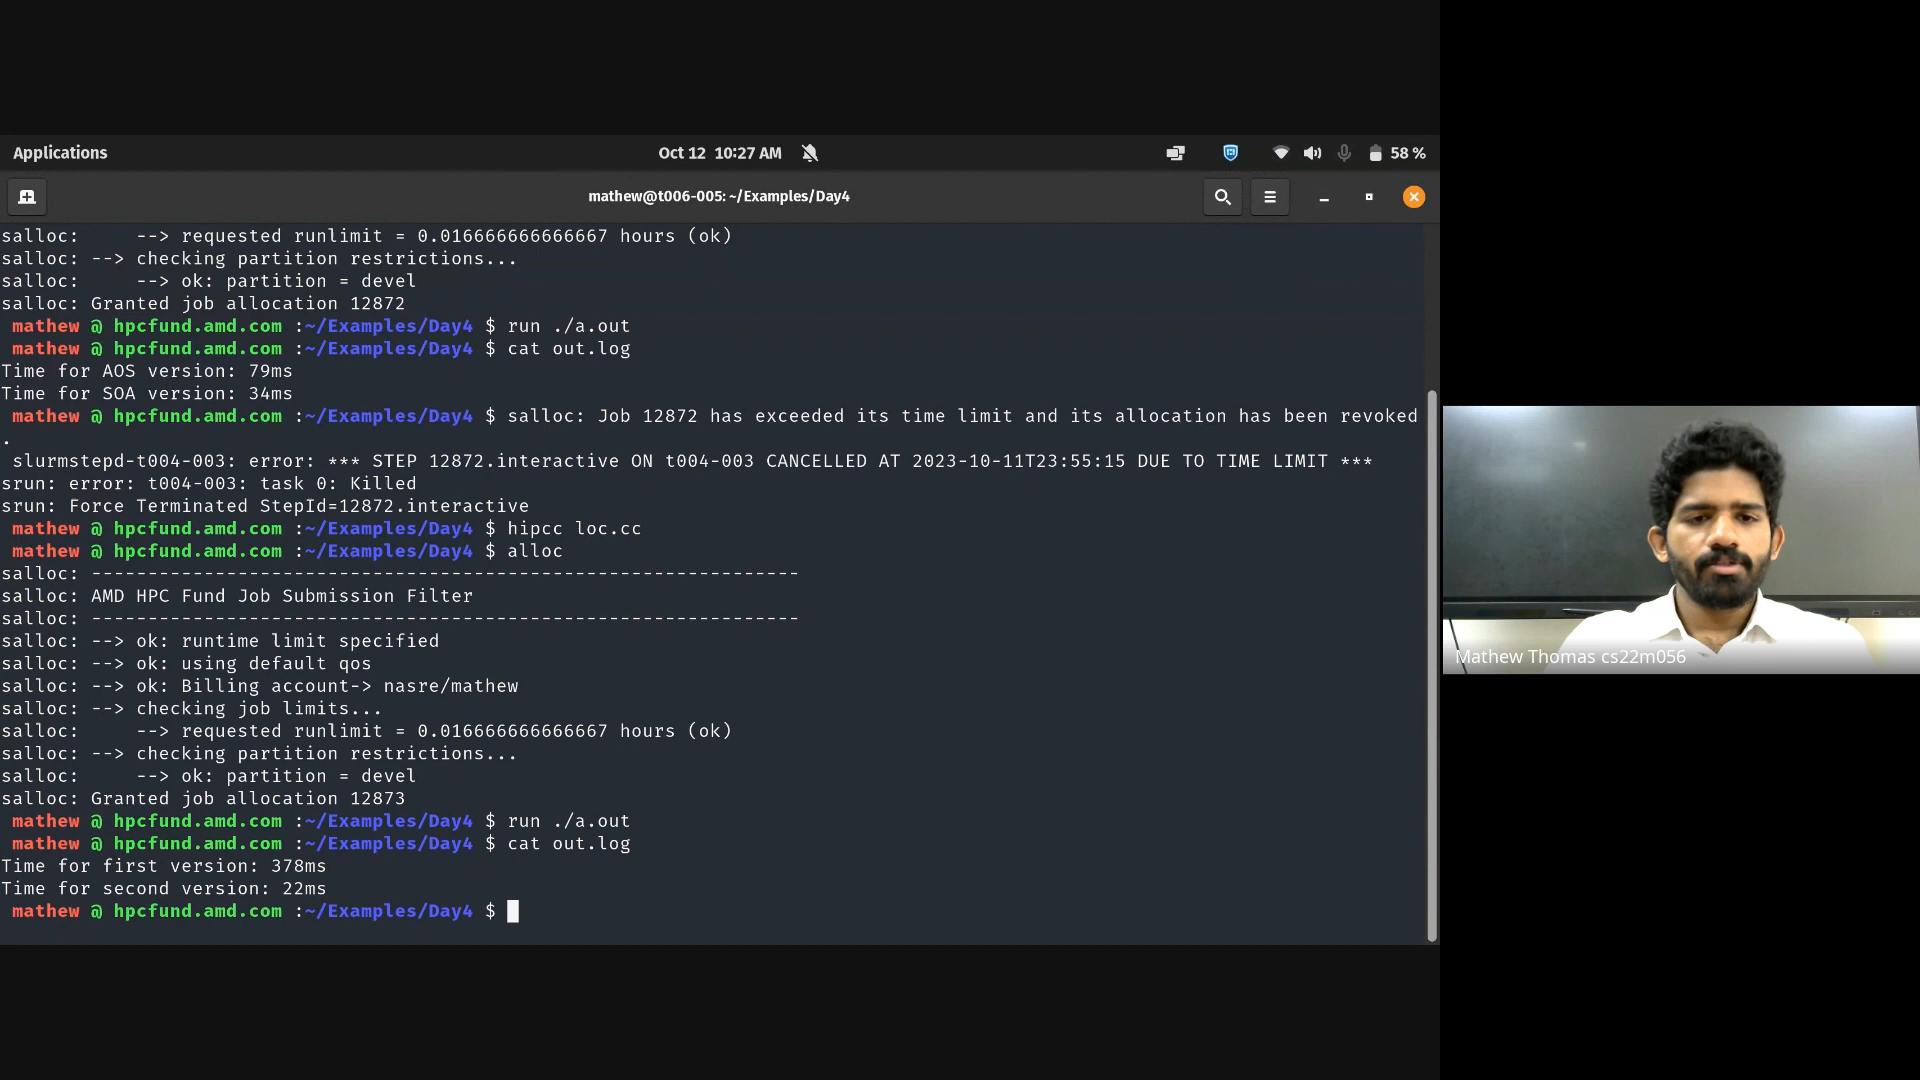 Applications
Oct 12 10:27 AM
58 %
mathew@t006-005: ~/Examples/Day4
salloc:     --> requested runlimit = 0.016666666666667 hours (ok)
salloc: --> checking partition restrictions...
salloc:     --> ok: partition = devel
salloc: Granted job allocation 12872
mathew @ hpcfund.amd.com :~/Examples/Day4 $ run ./a.out
mathew @ hpcfund.amd.com :~/Examples/Day4 $ cat out.log
Time for AOS version: 79ms
Time for SOA version: 34ms
mathew @ hpcfund.amd.com :~/Examples/Day4 $ salloc: Job 12872 has exceeded its time limit and its allocation has been revoked
.
slurmstepd-t004-003: error: *** STEP 12872.interactive ON t004-003 CANCELLED AT 2023-10-11T23:55:15 DUE TO TIME LIMIT ***
srun: error: t004-003: task 0: Killed
srun: Force Terminated StepId=12872.interactive
mathew @ hpcfund.amd.com :~/Examples/Day4 $ hipcc loc.cc
mathew @ hpcfund.amd.com :~/Examples/Day4 $ alloc
salloc: ---------------------------------------------------------------
salloc: AMD HPC Fund Job Submission Filter
salloc: ---------------------------------------------------------------
salloc: --> ok: runtime limit specified
salloc: --> ok: using default qos
salloc: --> ok: Billing account-> nasre/mathew
salloc: --> checking job limits...
salloc:     --> requested runlimit = 0.016666666666667 hours (ok)
salloc: --> checking partition restrictions...
salloc:     --> ok: partition = devel
salloc: Granted job allocation 12873
mathew @ hpcfund.amd.com :~/Examples/Day4 $ run ./a.out
mathew @ hpcfund.amd.com :~/Examples/Day4 $ cat out.log
Time for first version: 378ms
Time for second version: 22ms
mathew @ hpcfund.amd.com :~/Examples/Day4 $
Mathew Thomas cs22m056